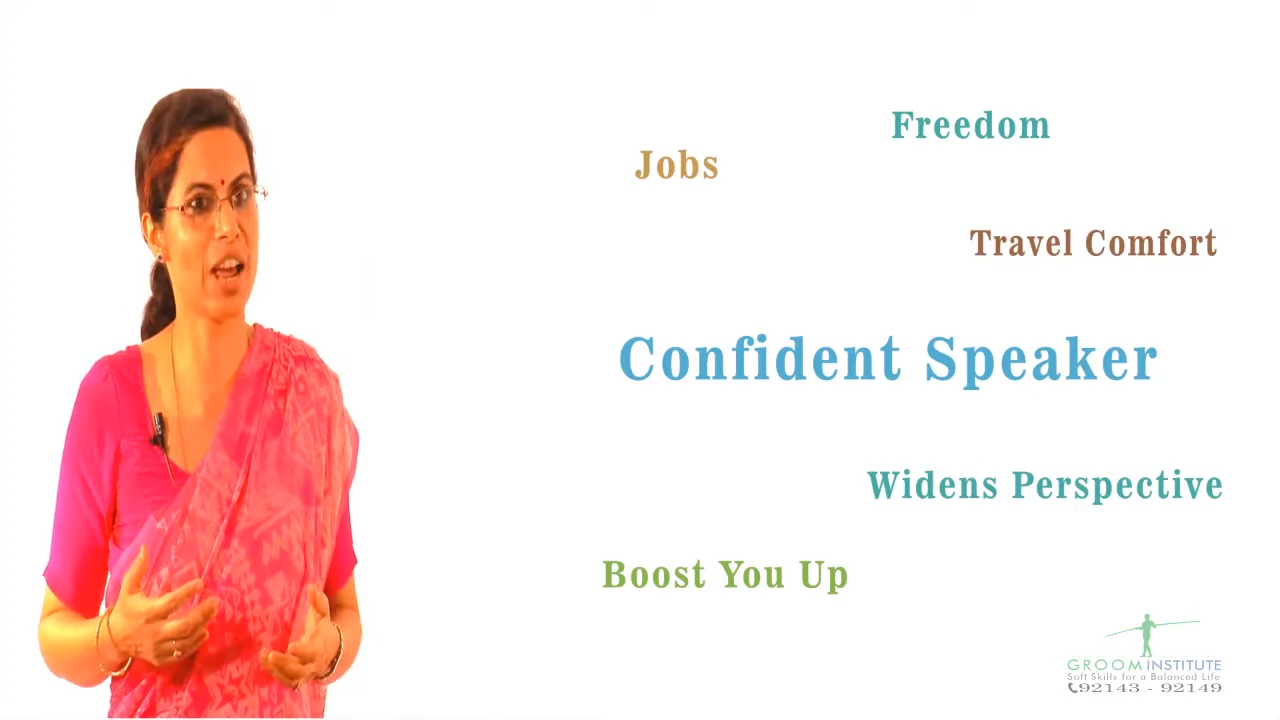 Freedom
Jobs
Travel Comfort
Confident Speaker
Widens Perspective
Boost You Up
GROOM INSTITUTE
Soft Skills for a Balanced Life
92143 - 92149